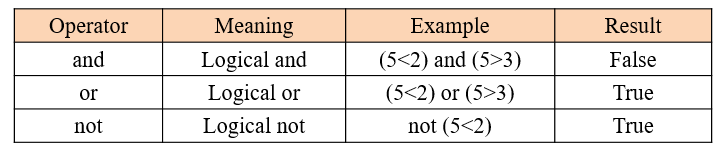 Operator Meaning Example Result
and Logical and (5<2) and (5>3) False
or Logical or (5<2) or (5>3) True
not Logical not not (5<2) True